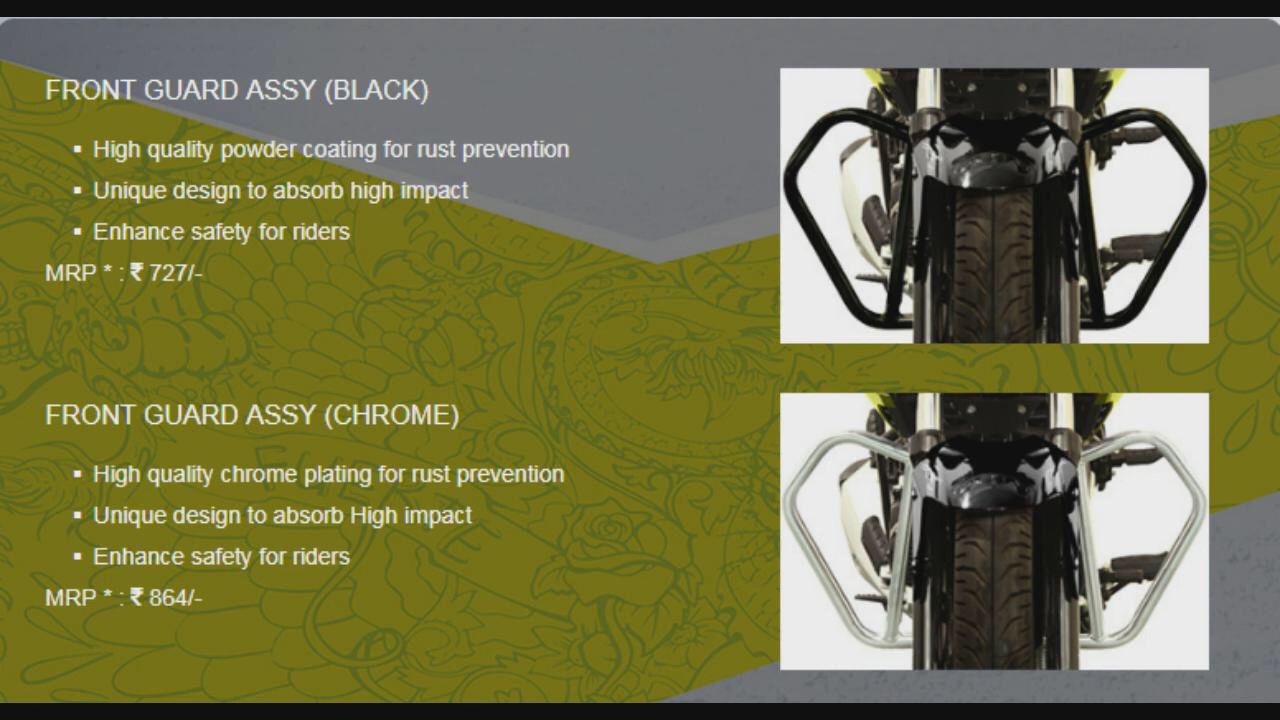 FRONT GUARD ASSY (BLACK)
▪ High quality powder coating for rust prevention
▪ Unique design to absorb high impact
▪ Enhance safety for riders
MRP * : ₹ 727/-
FRONT GUARD ASSY (CHROME)
▪ High quality chrome plating for rust prevention
▪ Unique design to absorb High impact
▪ Enhance safety for riders
MRP * : ₹ 864/-